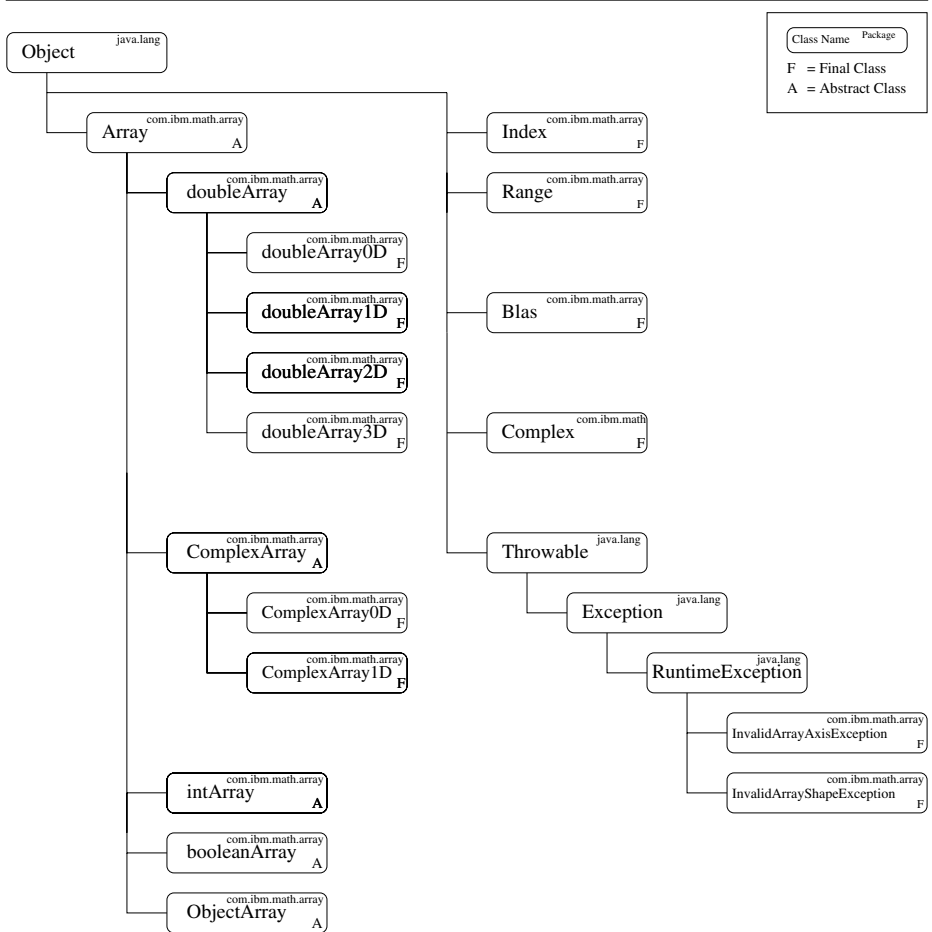 java.lang
Object
Class Name Package
F = Final Class
A = Abstract Class
com.ibm.math.array
Array
A
com.ibm.math.array
doubleArray
A
com.ibm.math.array
doubleArray0D
F
com.ibm.math.array
doubleArray1D
F
com.ibm.math.array
doubleArray2D
F
com.ibm.math.array
doubleArray3D
F
com.ibm.math.array
ComplexArray
A
com.ibm.math.array
ComplexArray0D
F
com.ibm.math.array
ComplexArray1D
F
com.ibm.math.array
intArray
A
com.ibm.math.array
booleanArray
A
com.ibm.math.array
ObjectArray
A
com.ibm.math.array
Index
F
com.ibm.math.array
Range
F
com.ibm.math.array
Blas
F
com.ibm.math
Complex
F
java.lang
Throwable
java.lang
Exception
java.lang
RuntimeException
com.ibm.math.array
InvalidArrayAxisException
F
com.ibm.math.array
InvalidArrayShapeException
F